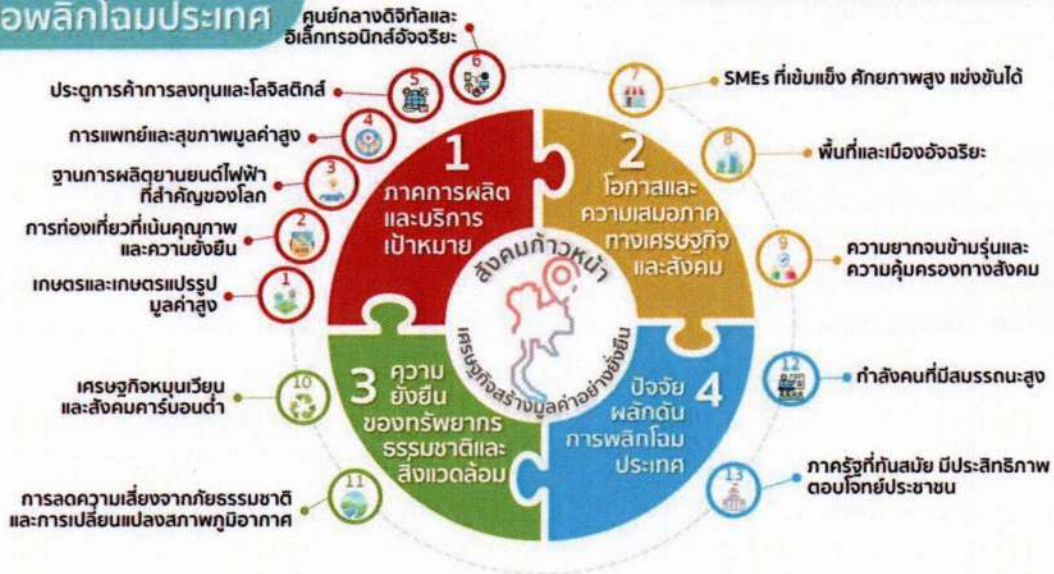 อพลิกโฉมประเทศ
ศูนย์กลางดิจิทัลและ
อิเล็กทรอนิกส์อัจฉริยะ
6
ประตูการค้าการลงทุนและโลจิสติกส์
5
การแพทย์และสุขภาพมูลค่าสูง
4
ฐานการผลิตยานยนต์ไฟฟ้า
ที่สำคัญของโลก
3
การท่องเที่ยวที่เน้นคุณภาพ
และความยั่งยืน
2
เกษตรและเกษตรแปรรูป
มูลค่าสูง
1
1
ภาคการผลิต
และบริการ
เป้าหมาย
2
โอกาสและ
ความเสมอภาค
ทางเศรษฐกิจ
และสังคม
7
SMEs ที่เข้มแข็ง ศักยภาพสูง แข่งขันได้
8
พื้นที่และเมืองอัจฉริยะ
9
ความยากจนข้ามรุ่นและ
ความคุ้มครองทางสังคม
สังคมก้าวหน้า
เศรษฐกิจสร้างมูลค่าอย่างยั่งยืน
3
ความ
ยั่งยืน
ของทรัพยากร
ธรรมชาติและ
สิ่งแวดล้อม
10
เศรษฐกิจหมุนเวียน
และสังคมคาร์บอนต่ำ
11
การลดความเสี่ยงจากภัยธรรมชาติ
และการเปลี่ยนแปลงสภาพภูมิอากาศ
4
ปัจจัย
ผลักดัน
การพลิกโฉม
ประเทศ
12
กำลังคนที่มีสมรรถนะสูง
13
ภาครัฐที่ทันสมัย มีประสิทธิภาพ
ตอบโจทย์ประชาชน